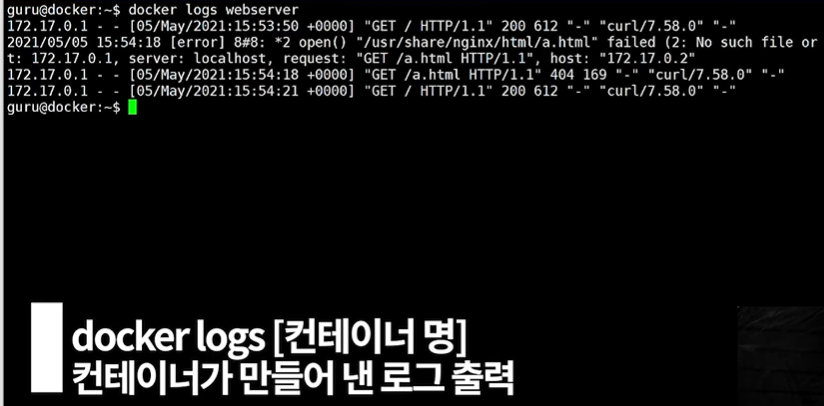 guru@docker:~$ docker logs webserver
172.17.0.1 - - [05/May/2021:15:53:50 +0000] "GET / HTTP/1.1" 200 612 "-" "curl/7.58.0" "-"
2021/05/05 15:54:18 [error] 8#8: *2 open() "/usr/share/nginx/html/a.html" failed (2: No such file or
t: 172.17.0.1, server: localhost, request: "GET /a.html HTTP/1.1", host: "172.17.0.2"
172.17.0.1 - - [05/May/2021:15:54:18 +0000] "GET /a.html HTTP/1.1" 404 169 "-" "curl/7.58.0" "-"
172.17.0.1 - - [05/May/2021:15:54:21 +0000] "GET / HTTP/1.1" 200 612 "-" "curl/7.58.0" "-"
guru@docker:~$
docker logs [컨테이너 명]
컨테이너가 만들어 낸 로그 출력